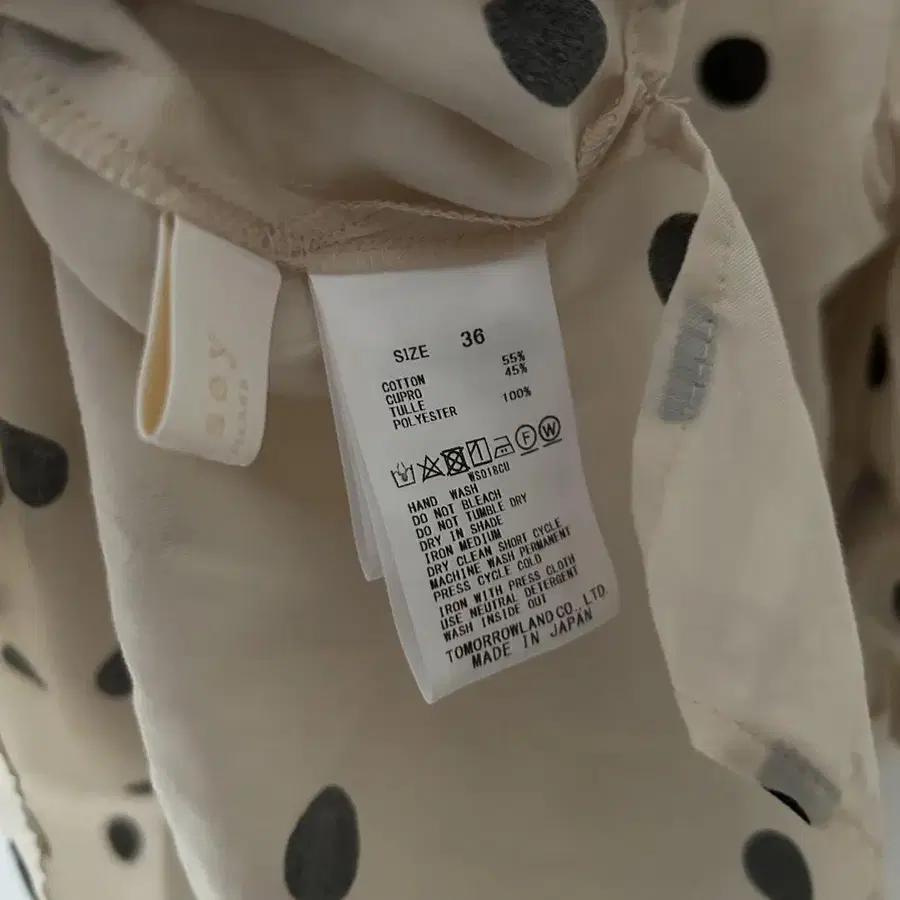 soy
SIZE 36
COTTON 55%
CUPRO 45%
TULLE
POLYESTER 100%
F W
WS018CU
HAND WASH
DO NOT BLEACH
DO NOT TUMBLE DRY
DRY IN SHADE
IRON MEDIUM
DRY CLEAN SHORT CYCLE
MACHINE WASH PERMANENT
PRESS CYCLE COLD
IRON WITH PRESS CLOTH
USE NEUTRAL DETERGENT
WASH INSIDE OUT
TOMORROWLAND CO., LTD.
MADE IN JAPAN